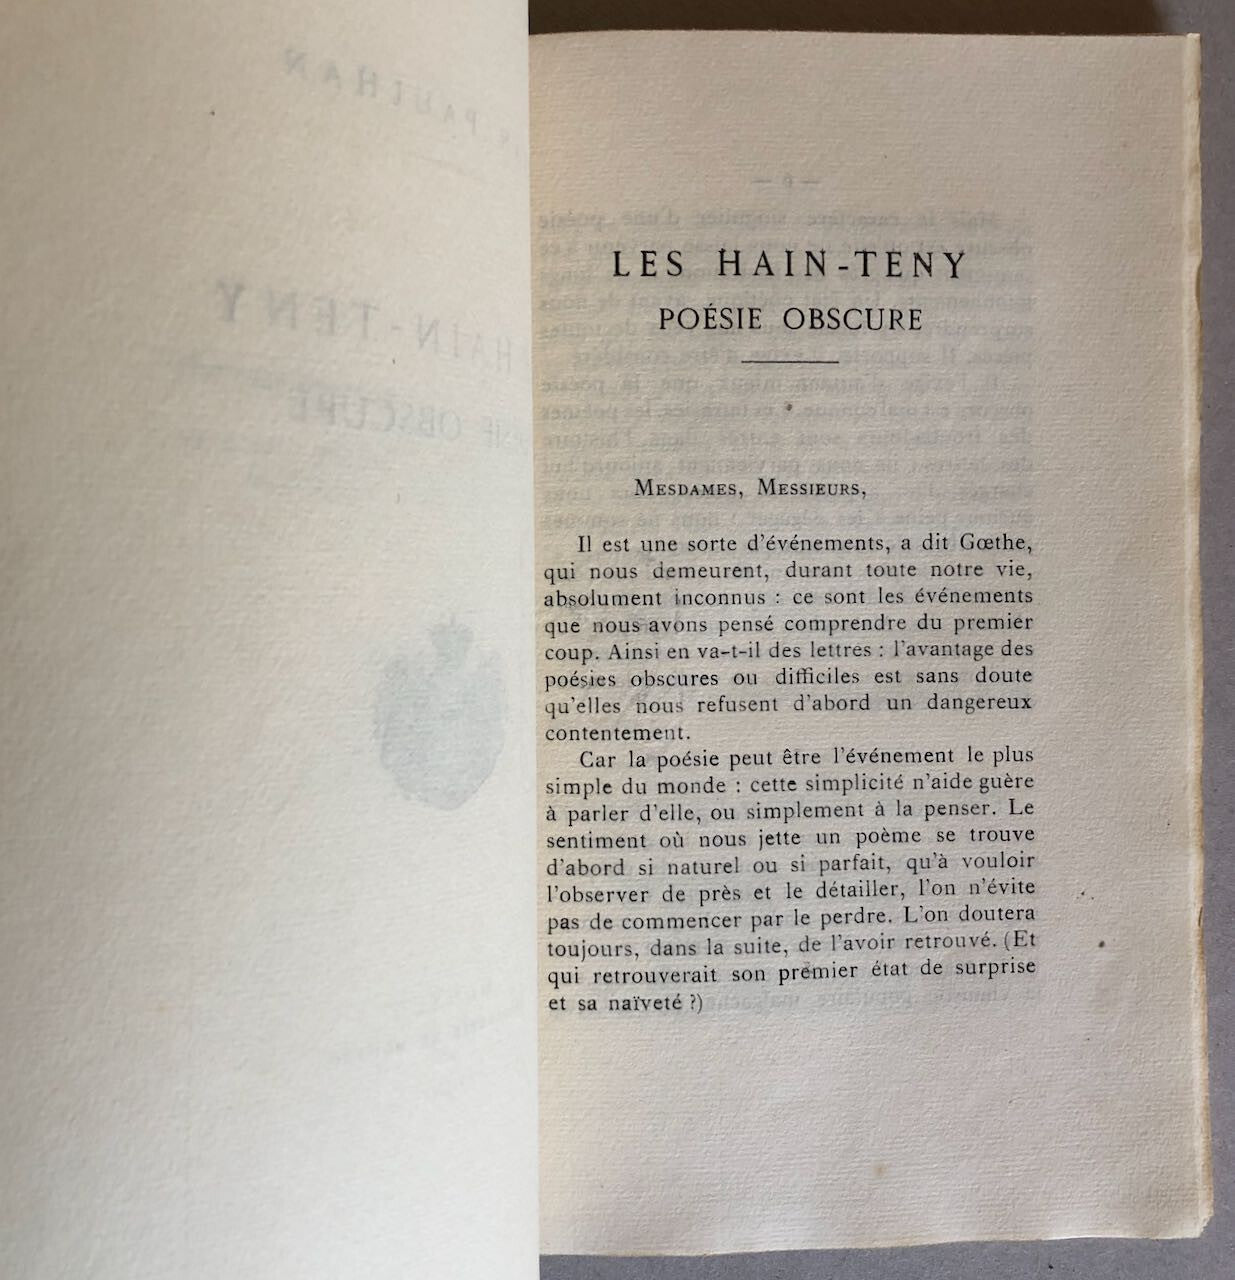 LES HAIN-TENY
POÉSIE OBSCURE
MESDAMES, MESSIEURS,
Il est une sorte d'événements, a dit Gœthe,
qui nous demeurent, durant toute notre vie,
absolument inconnus : ce sont les événements
que nous avons pensé comprendre du premier
coup. Ainsi en va-t-il des lettres : l'avantage des
poésies obscures ou difficiles est sans doute
qu'elles nous refusent d'abord un dangereux
contentement.
Car la poésie peut être l'événement le plus
simple du monde : cette simplicité n'aide guère
à parler d'elle, ou simplement à la penser. Le
sentiment où nous jette un poème se trouve
d'abord si naturel ou si parfait, qu'à vouloir
l'observer de près et le détailler, l'on n'évite
pas de commencer par le perdre. L'on doutera
toujours, dans la suite, de l'avoir retrouvé. (Et
qui retrouverait son premier état de surprise
et sa naïveté ?)